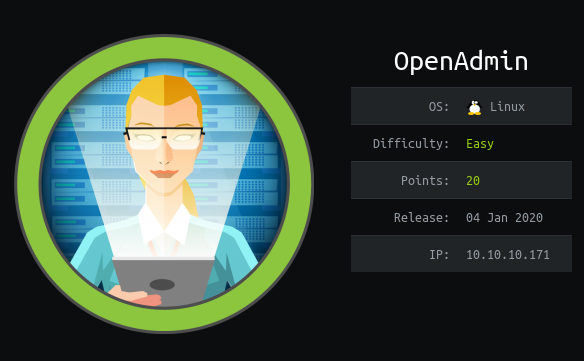 OpenAdmin
OS: Linux
Difficulty: Easy
Points: 20
Release: 04 Jan 2020
IP: 10.10.10.171